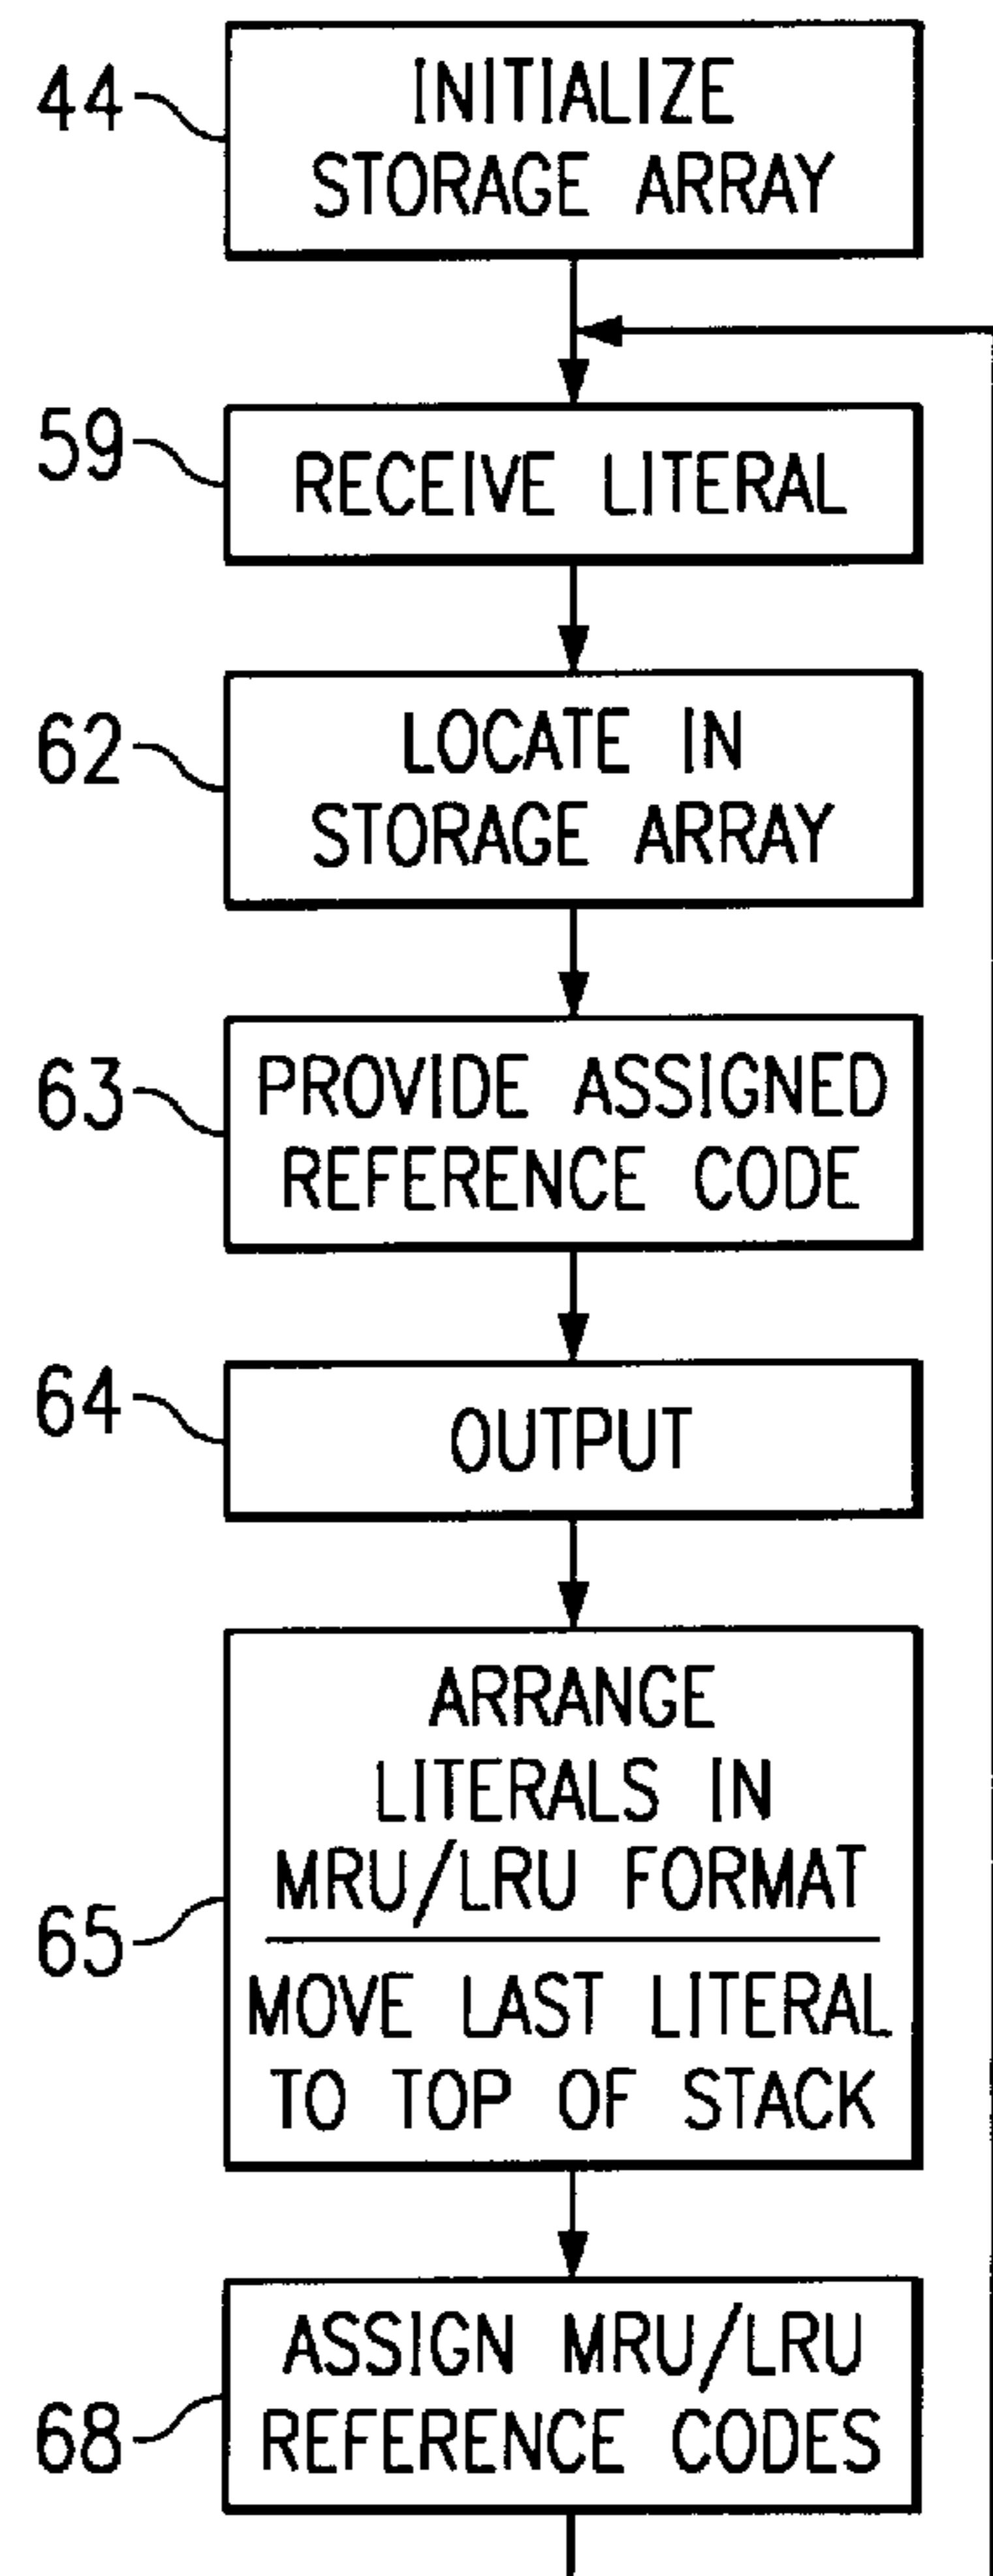 44
INITIALIZE
STORAGE ARRAY
59
RECEIVE LITERAL
62
LOCATE IN
STORAGE ARRAY
63
PROVIDE ASSIGNED
REFERENCE CODE
64
OUTPUT
65
ARRANGE
LITERALS IN
MRU/LRU FORMAT
MOVE LAST LITERAL
TO TOP OF STACK
68
ASSIGN MRU/LRU
REFERENCE CODES